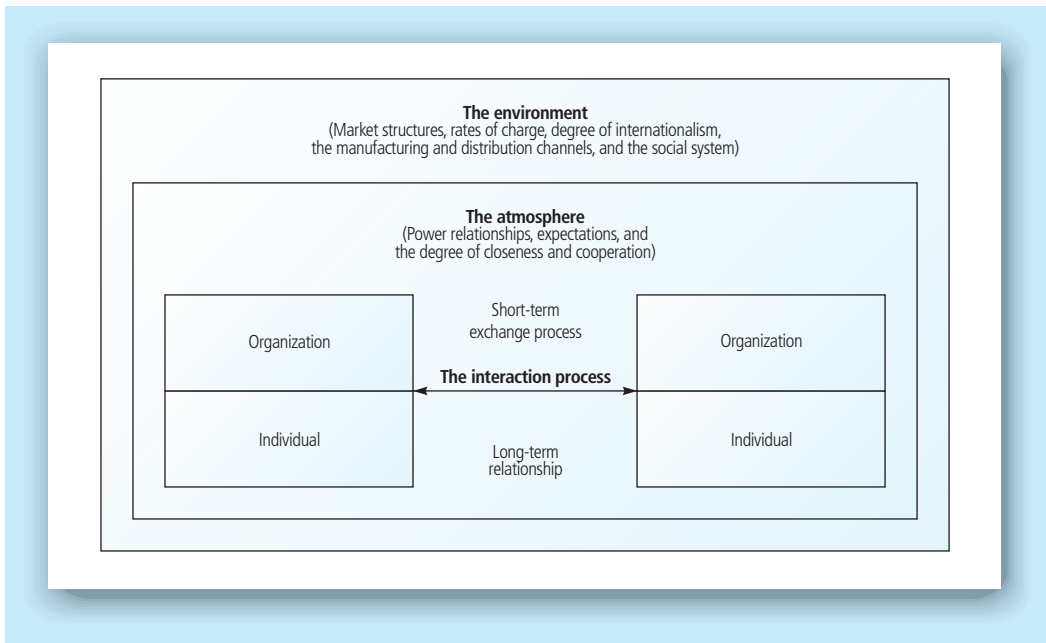 The environment
(Market structures, rates of charge, degree of internationalism,
the manufacturing and distribution channels, and the social system)
The atmosphere
(Power relationships, expectations, and
the degree of closeness and cooperation)
Organization
Individual
Short-term
exchange process
The interaction process
Long-term
relationship
Organization
Individual